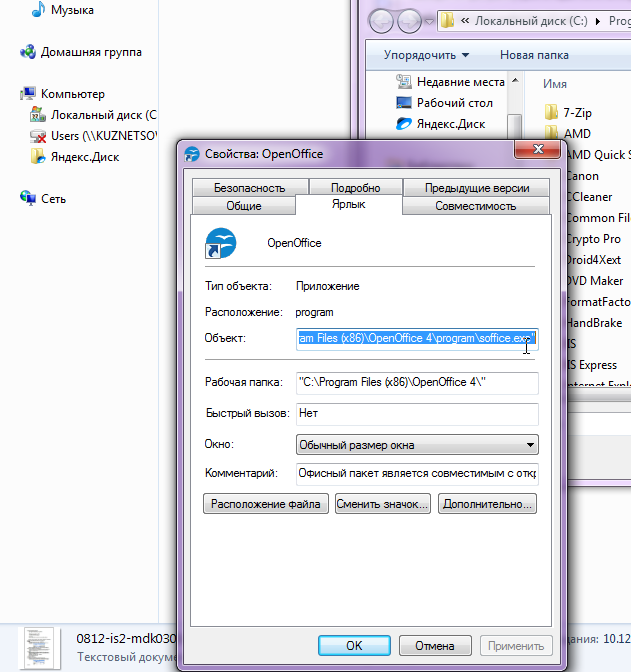 Музыка
Домашняя группа
Компьютер
Локальный диск (C
Users (\\KUZNETSO
Яндекс.Диск
Сеть
« Локальный диск (C:) ▸ Prog
Упорядочить ▼ Новая папка
Недавние места
Рабочий стол
Яндекс.Диск
Имя
7-Zip
AMD
AMD Quick S
Canon
CCleaner
Common File
Crypto Pro
Droid4Xext
DVD Maker
FormatFacto
HandBrake
IIS
IIS Express
Internet Explo
Свойства: OpenOffice
Безопасность Подробно Предыдущие версии
Общие Ярлык Совместимость
OpenOffice
Тип объекта: Приложение
Расположение: program
Объект: ram Files (x86)\OpenOffice 4\program\soffice.exe"
Рабочая папка: "C:\Program Files (x86)\OpenOffice 4\"
Быстрый вызов: Нет
Окно: Обычный размер окна
Комментарий: Офисный пакет является совместимым с откр
Расположение файла Сменить значок... Дополнительно...
OK Отмена Применить
0812-is2-mdk030
Текстовый докуме
дания: 10.12